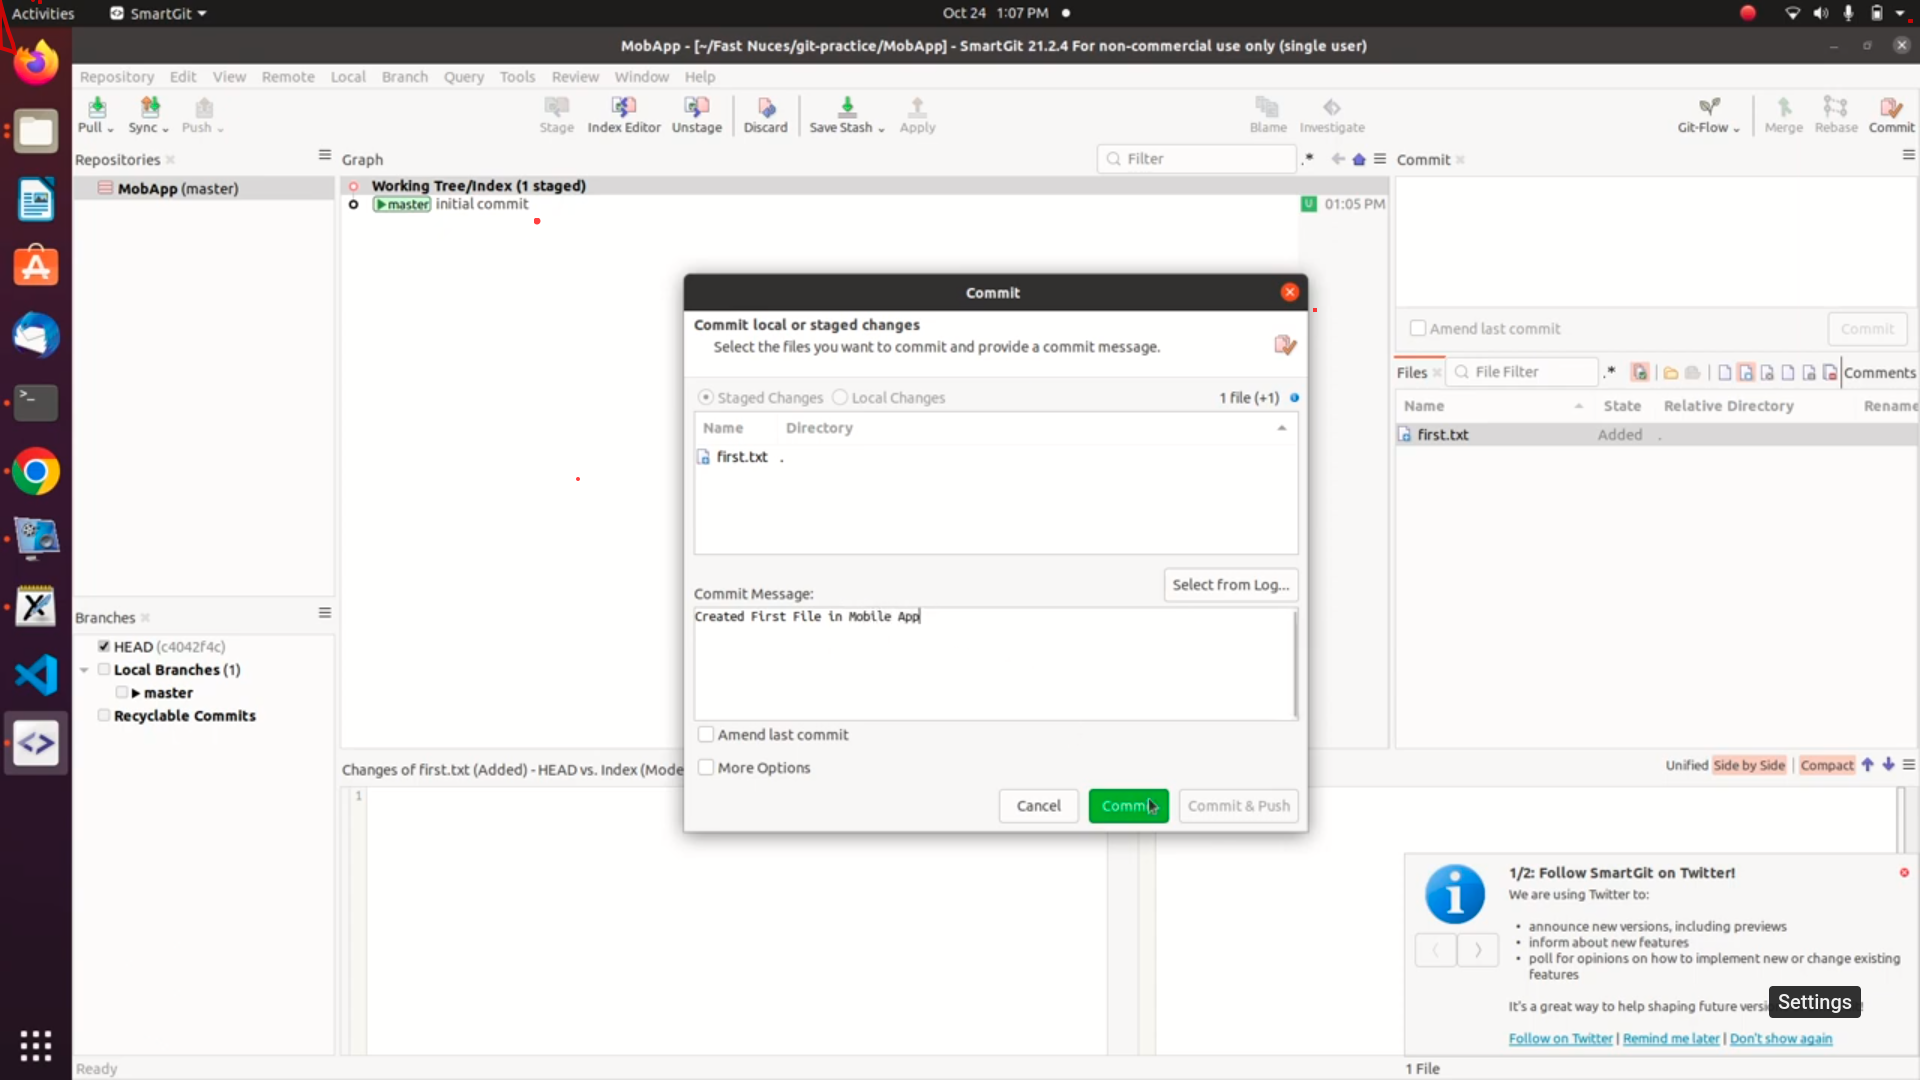 Activities
SmartGit
Oct 24 1:07 PM
MobApp - [~/Fast Nuces/git-practice/MobApp] - SmartGit 21.2.4 For non-commercial use only (single user)
Repository Edit View Remote Local Branch Query Tools Review Window Help
Pull Sync Push Stage Index Editor Unstage Discard Save Stash Apply Blame Investigate Git-Flow Merge Rebase Commit
Repositories
MobApp (master)
Graph
Filter
.*
Working Tree/Index (1 staged)
master initial commit
U 01:05 PM
Commit
Amend last commit
Commit
Files
File Filter
.*
Comments
Name State Relative Directory Rename
first.txt Added .
Commit
Commit local or staged changes
Select the files you want to commit and provide a commit message.
Staged Changes Local Changes 1 file (+1)
Name Directory
first.txt .
Select from Log...
Commit Message:
Created First File in Mobile App
Amend last commit
More Options
Cancel Comm Commit & Push
Branches
HEAD (c4042f4c)
Local Branches (1)
master
Recyclable Commits
Changes of first.txt (Added) - HEAD vs. Index (Mode
Unified Side by Side Compact
1
1/2: Follow SmartGit on Twitter!
We are using Twitter to:
• announce new versions, including previews
• inform about new features
• poll for opinions on how to implement new or change existing
features
It's a great way to help shaping future
Settings
Follow on Twitter | Remind me later | Don't show again
Ready
1 File